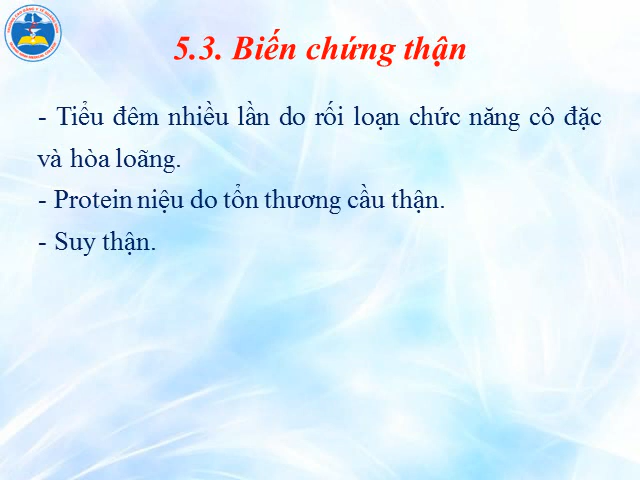 5.3. Biến chứng thận
- Tiểu đêm nhiều lần do rối loạn chức năng cô đặc
và hòa loãng.
- Protein niệu do tổn thương cầu thận.
- Suy thận.